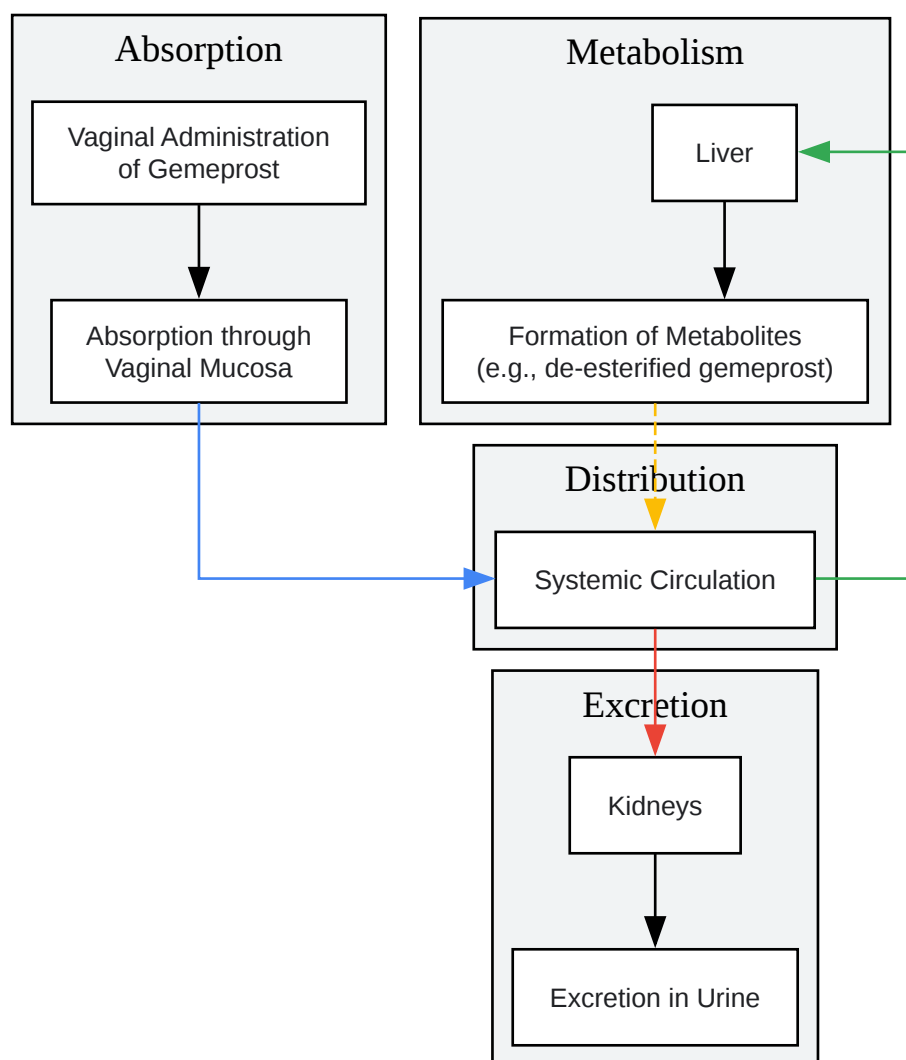 Absorption
Vaginal Administration
of Gemeprost
Absorption through
Vaginal Mucosa
Metabolism
Liver
Formation of Metabolites
(e.g., de-esterified gemeprost)
Distribution
Systemic Circulation
Excretion
Kidneys
Excretion in Urine